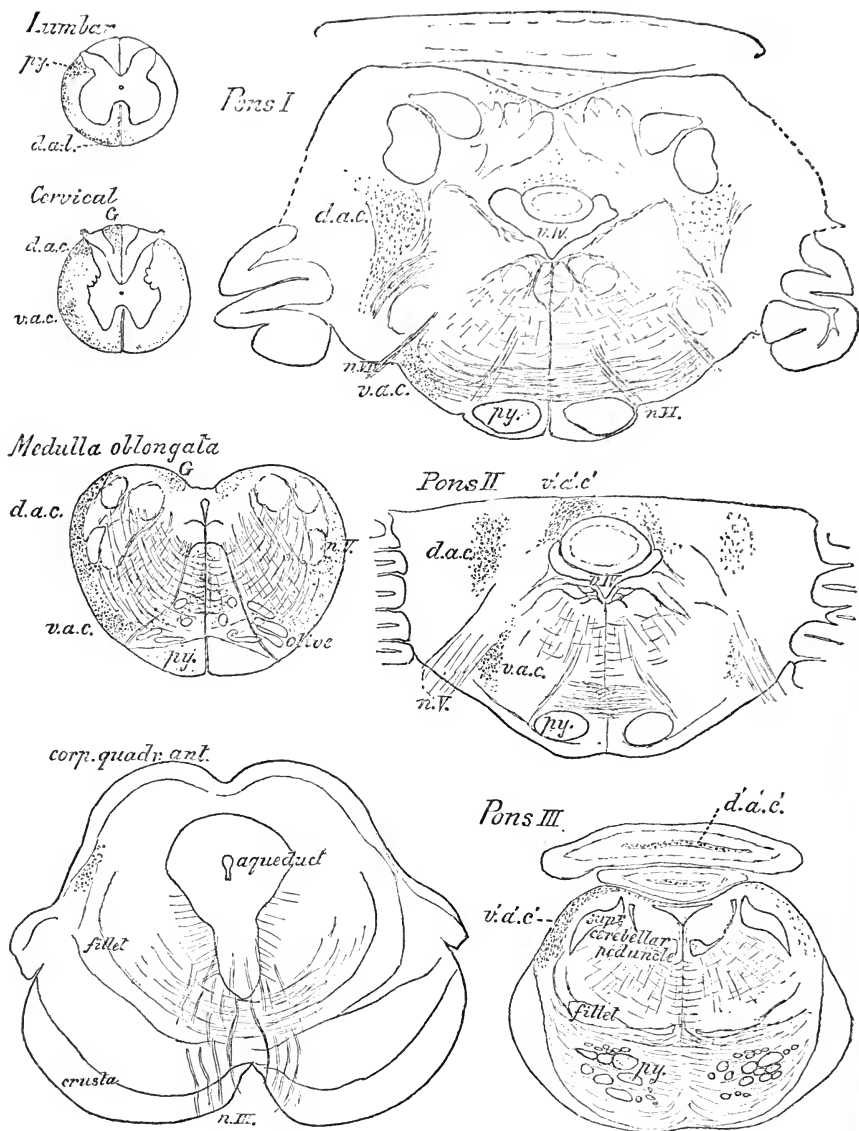 Lumbar
py.
d.a.l.
Cervical
G
d.a.c.
v.a.c.
Pons I
d.a.c.
v.IV.
n.VII.
v.a.c.
py.
n.VI.
Medulla oblongata
G
d.a.c.
n.V.
v.a.c.
olive
py.
Pons II
v'.a'.c'
d.a.c.
v.IV.
v.a.c.
n.V.
py.
corp. quadr. ant.
aqueduct
fillet
crusta.
n.III.
Pons III.
d'.a'.c'.
v'.a'.c'
supr
cerebellar
peduncle
fillet
py.